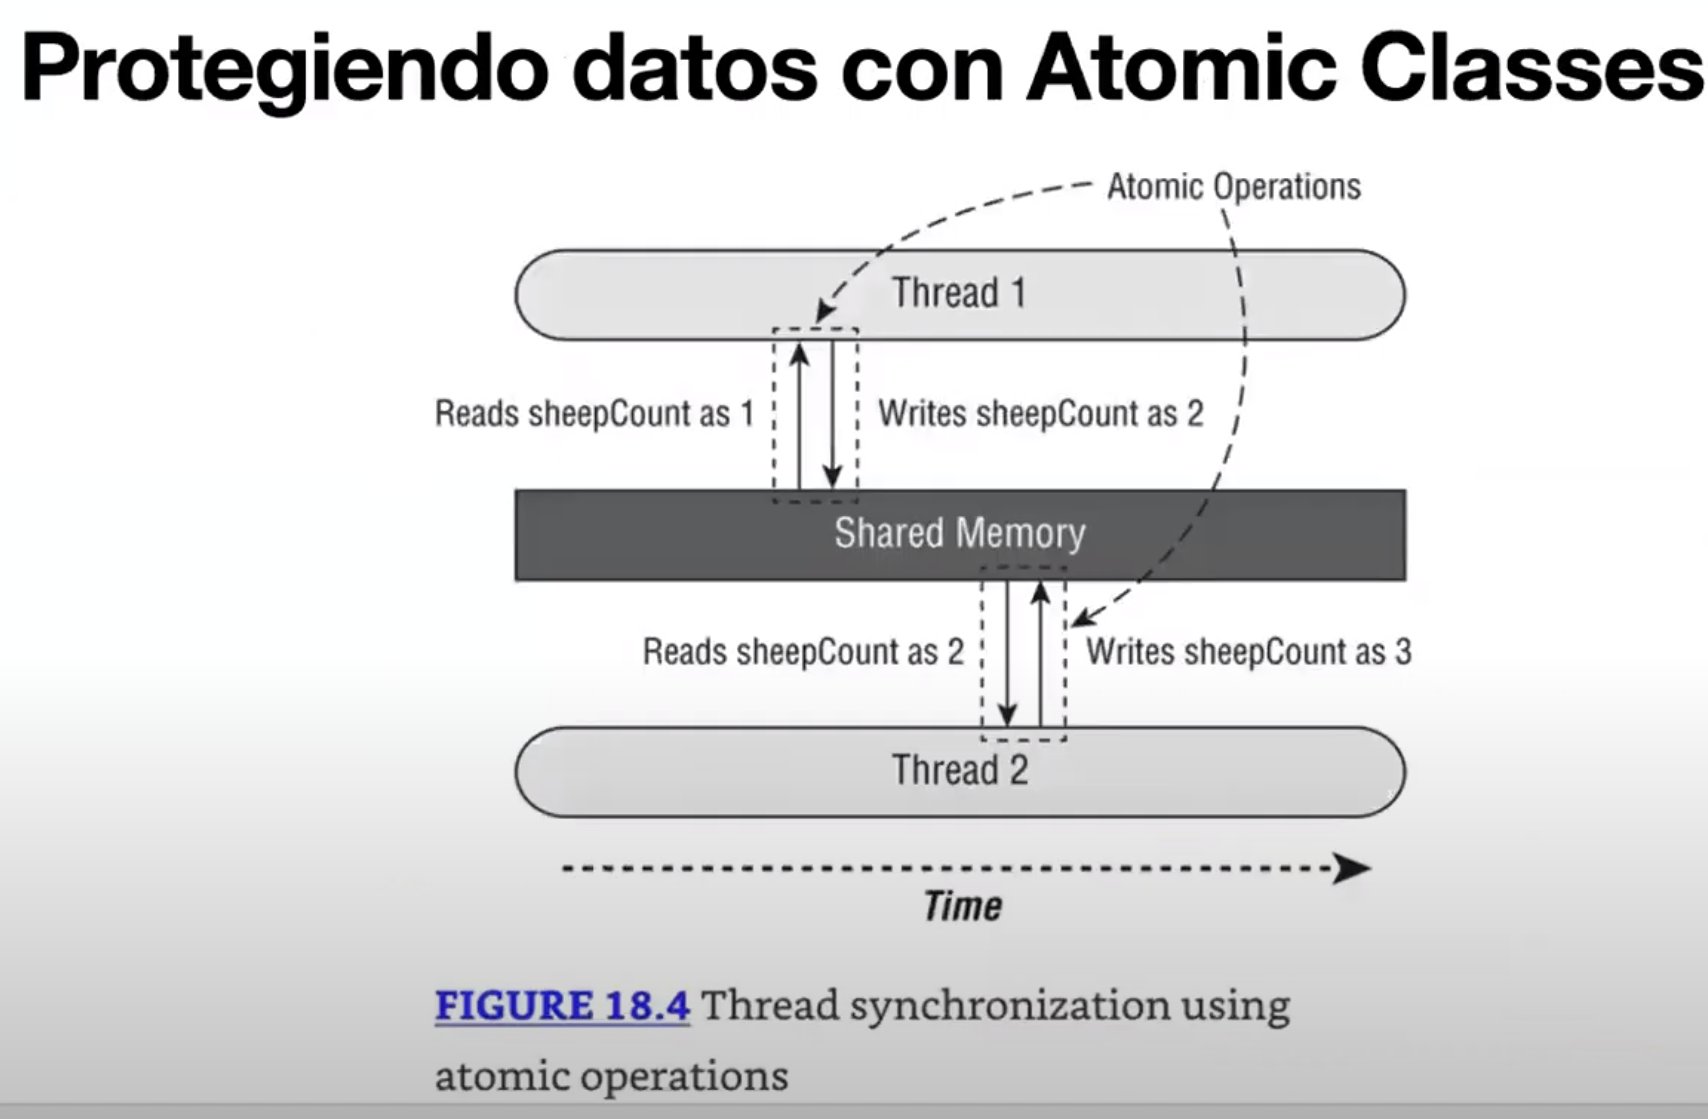 Protegiendo datos con Atomic Classes
Atomic Operations
Thread 1
Reads sheepCount as 1
Writes sheepCount as 2
Shared Memory
Reads sheepCount as 2
Writes sheepCount as 3
Thread 2
Time
FIGURE 18.4 Thread synchronization using
atomic operations